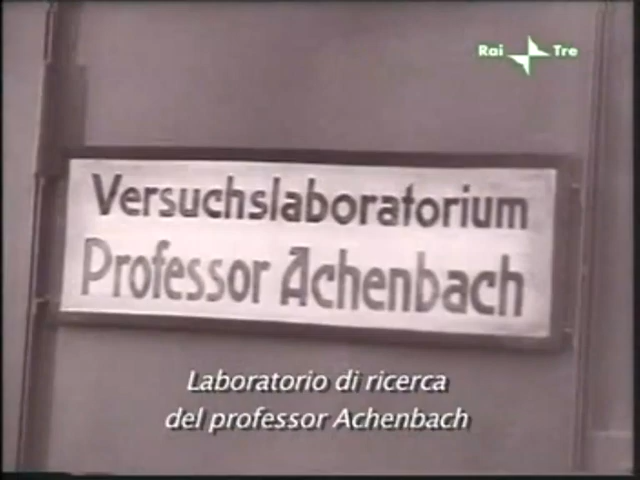 Rai Tre
Versuchslaboratorium
Professor Achenbach
Laboratorio di ricerca
del professor Achenbach